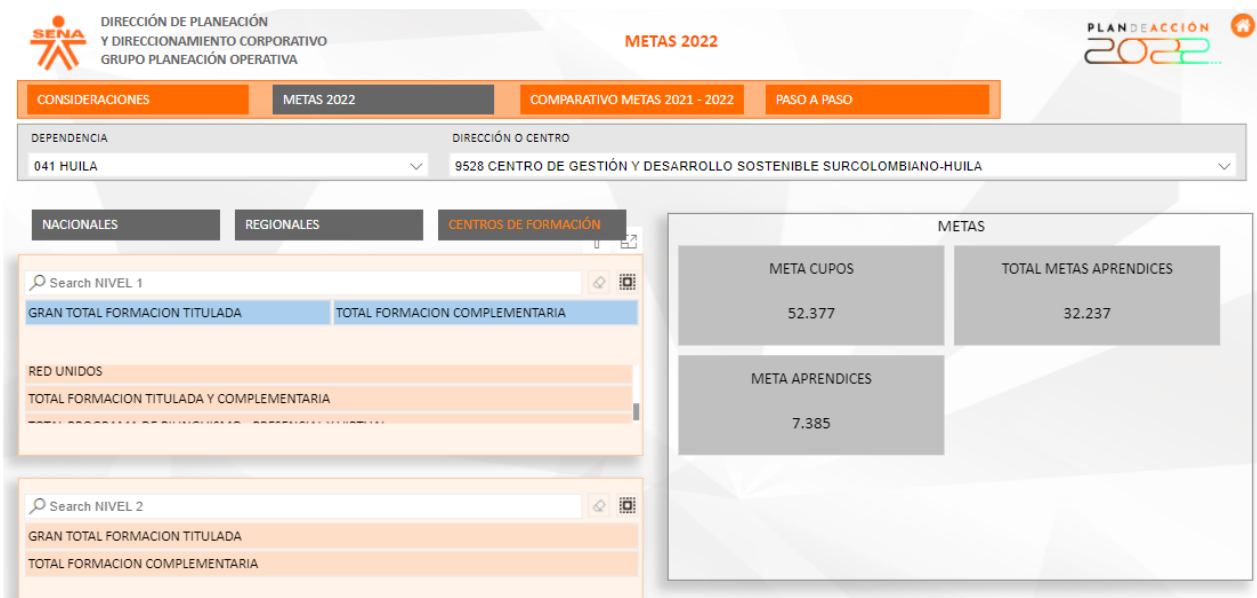 SENA
DIRECCIÓN DE PLANEACIÓN
Y DIRECCIONAMIENTO CORPORATIVO
GRUPO PLANEACIÓN OPERATIVA
METAS 2022
PLANDEACCIÓN
2022...
CONSIDERACIONES
METAS 2022
COMPARATIVO METAS 2021 - 2022
PASO A PASO
DEPENDENCIA
DIRECCIÓN O CENTRO
041 HUILA
9528 CENTRO DE GESTIÓN Y DESARROLLO SOSTENIBLE SURCOLOMBIANO-HUILA
NACIONALES
REGIONALES
CENTROS DE FORMACIÓN
Search NIVEL 1
GRAN TOTAL FORMACION TITULADA
TOTAL FORMACION COMPLEMENTARIA
RED UNIDOS
TOTAL FORMACION TITULADA Y COMPLEMENTARIA
Search NIVEL 2
GRAN TOTAL FORMACION TITULADA
TOTAL FORMACION COMPLEMENTARIA
METAS
META CUPOS
52.377
TOTAL METAS APRENDICES
32.237
META APRENDICES
7.385